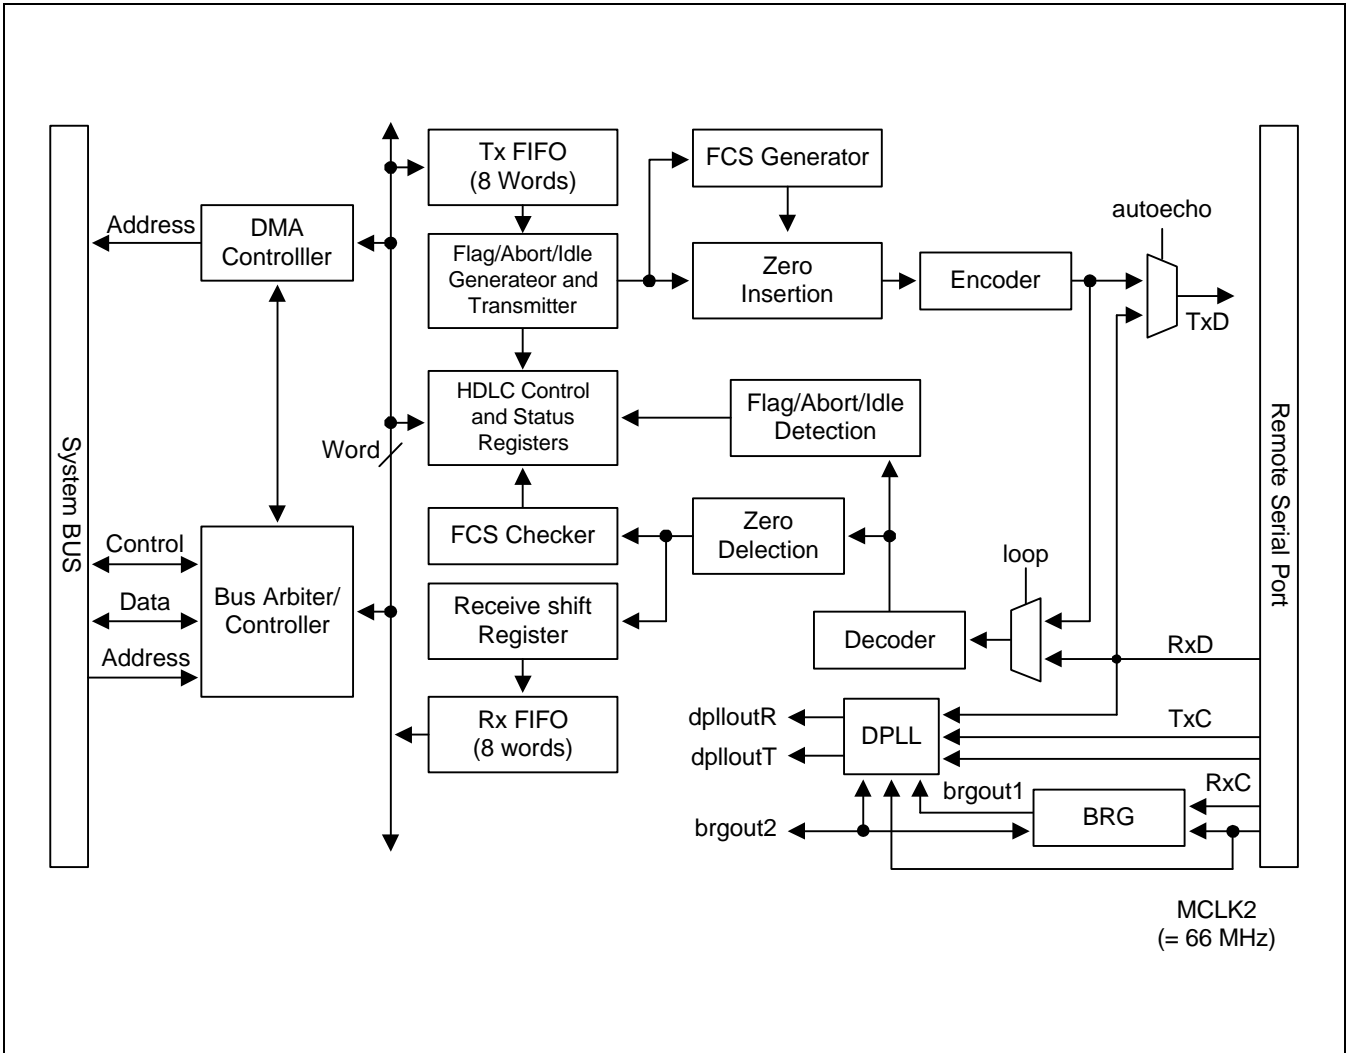 System BUS
Address
DMA
Controlller
Control
Data
Address
Bus Arbiter/
Controller
Word
Tx FIFO
(8 Words)
Flag/Abort/Idle
Generateor and
Transmitter
HDLC Control
and Status
Registers
FCS Checker
Receive shift
Register
Rx FIFO
(8 words)
FCS Generator
Zero
Insertion
Encoder
autoecho
TxD
Flag/Abort/Idle
Detection
Zero
Delection
loop
Decoder
RxD
dplloutR
dplloutT
DPLL
TxC
RxC
brgout1
brgout2
BRG
Remote Serial Port
MCLK2
(= 66 MHz)